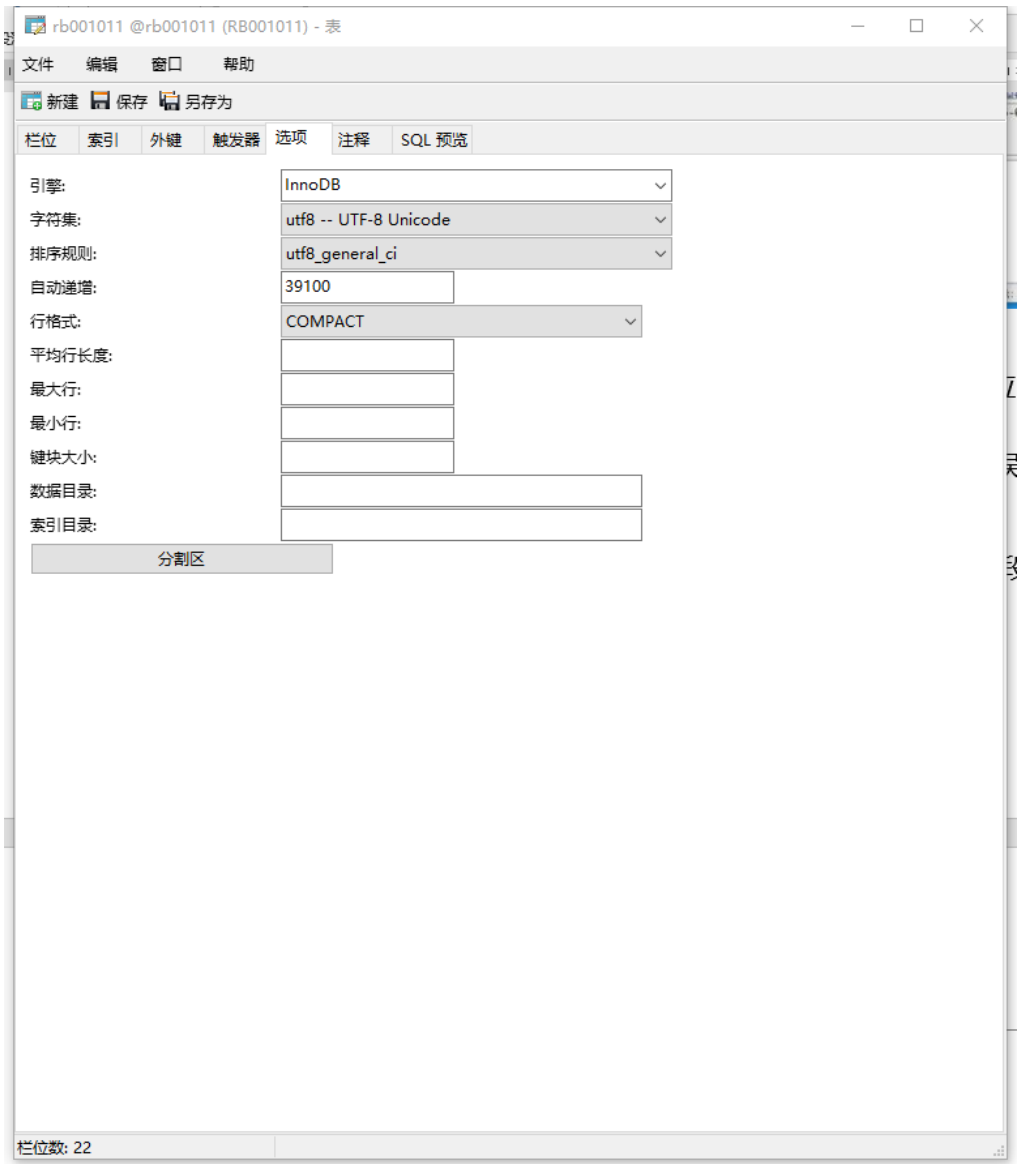 rb001011 @rb001011 (RB001011) - 表
文件 编辑 窗口 帮助
新建 保存 另存为
栏位 索引 外键 触发器 选项 注释 SQL 预览
引擎: InnoDB
字符集: utf8 -- UTF-8 Unicode
排序规则: utf8_general_ci
自动递增: 39100
行格式: COMPACT
平均行长度:
最大行:
最小行:
键块大小:
数据目录:
索引目录:
分割区
栏位数: 22